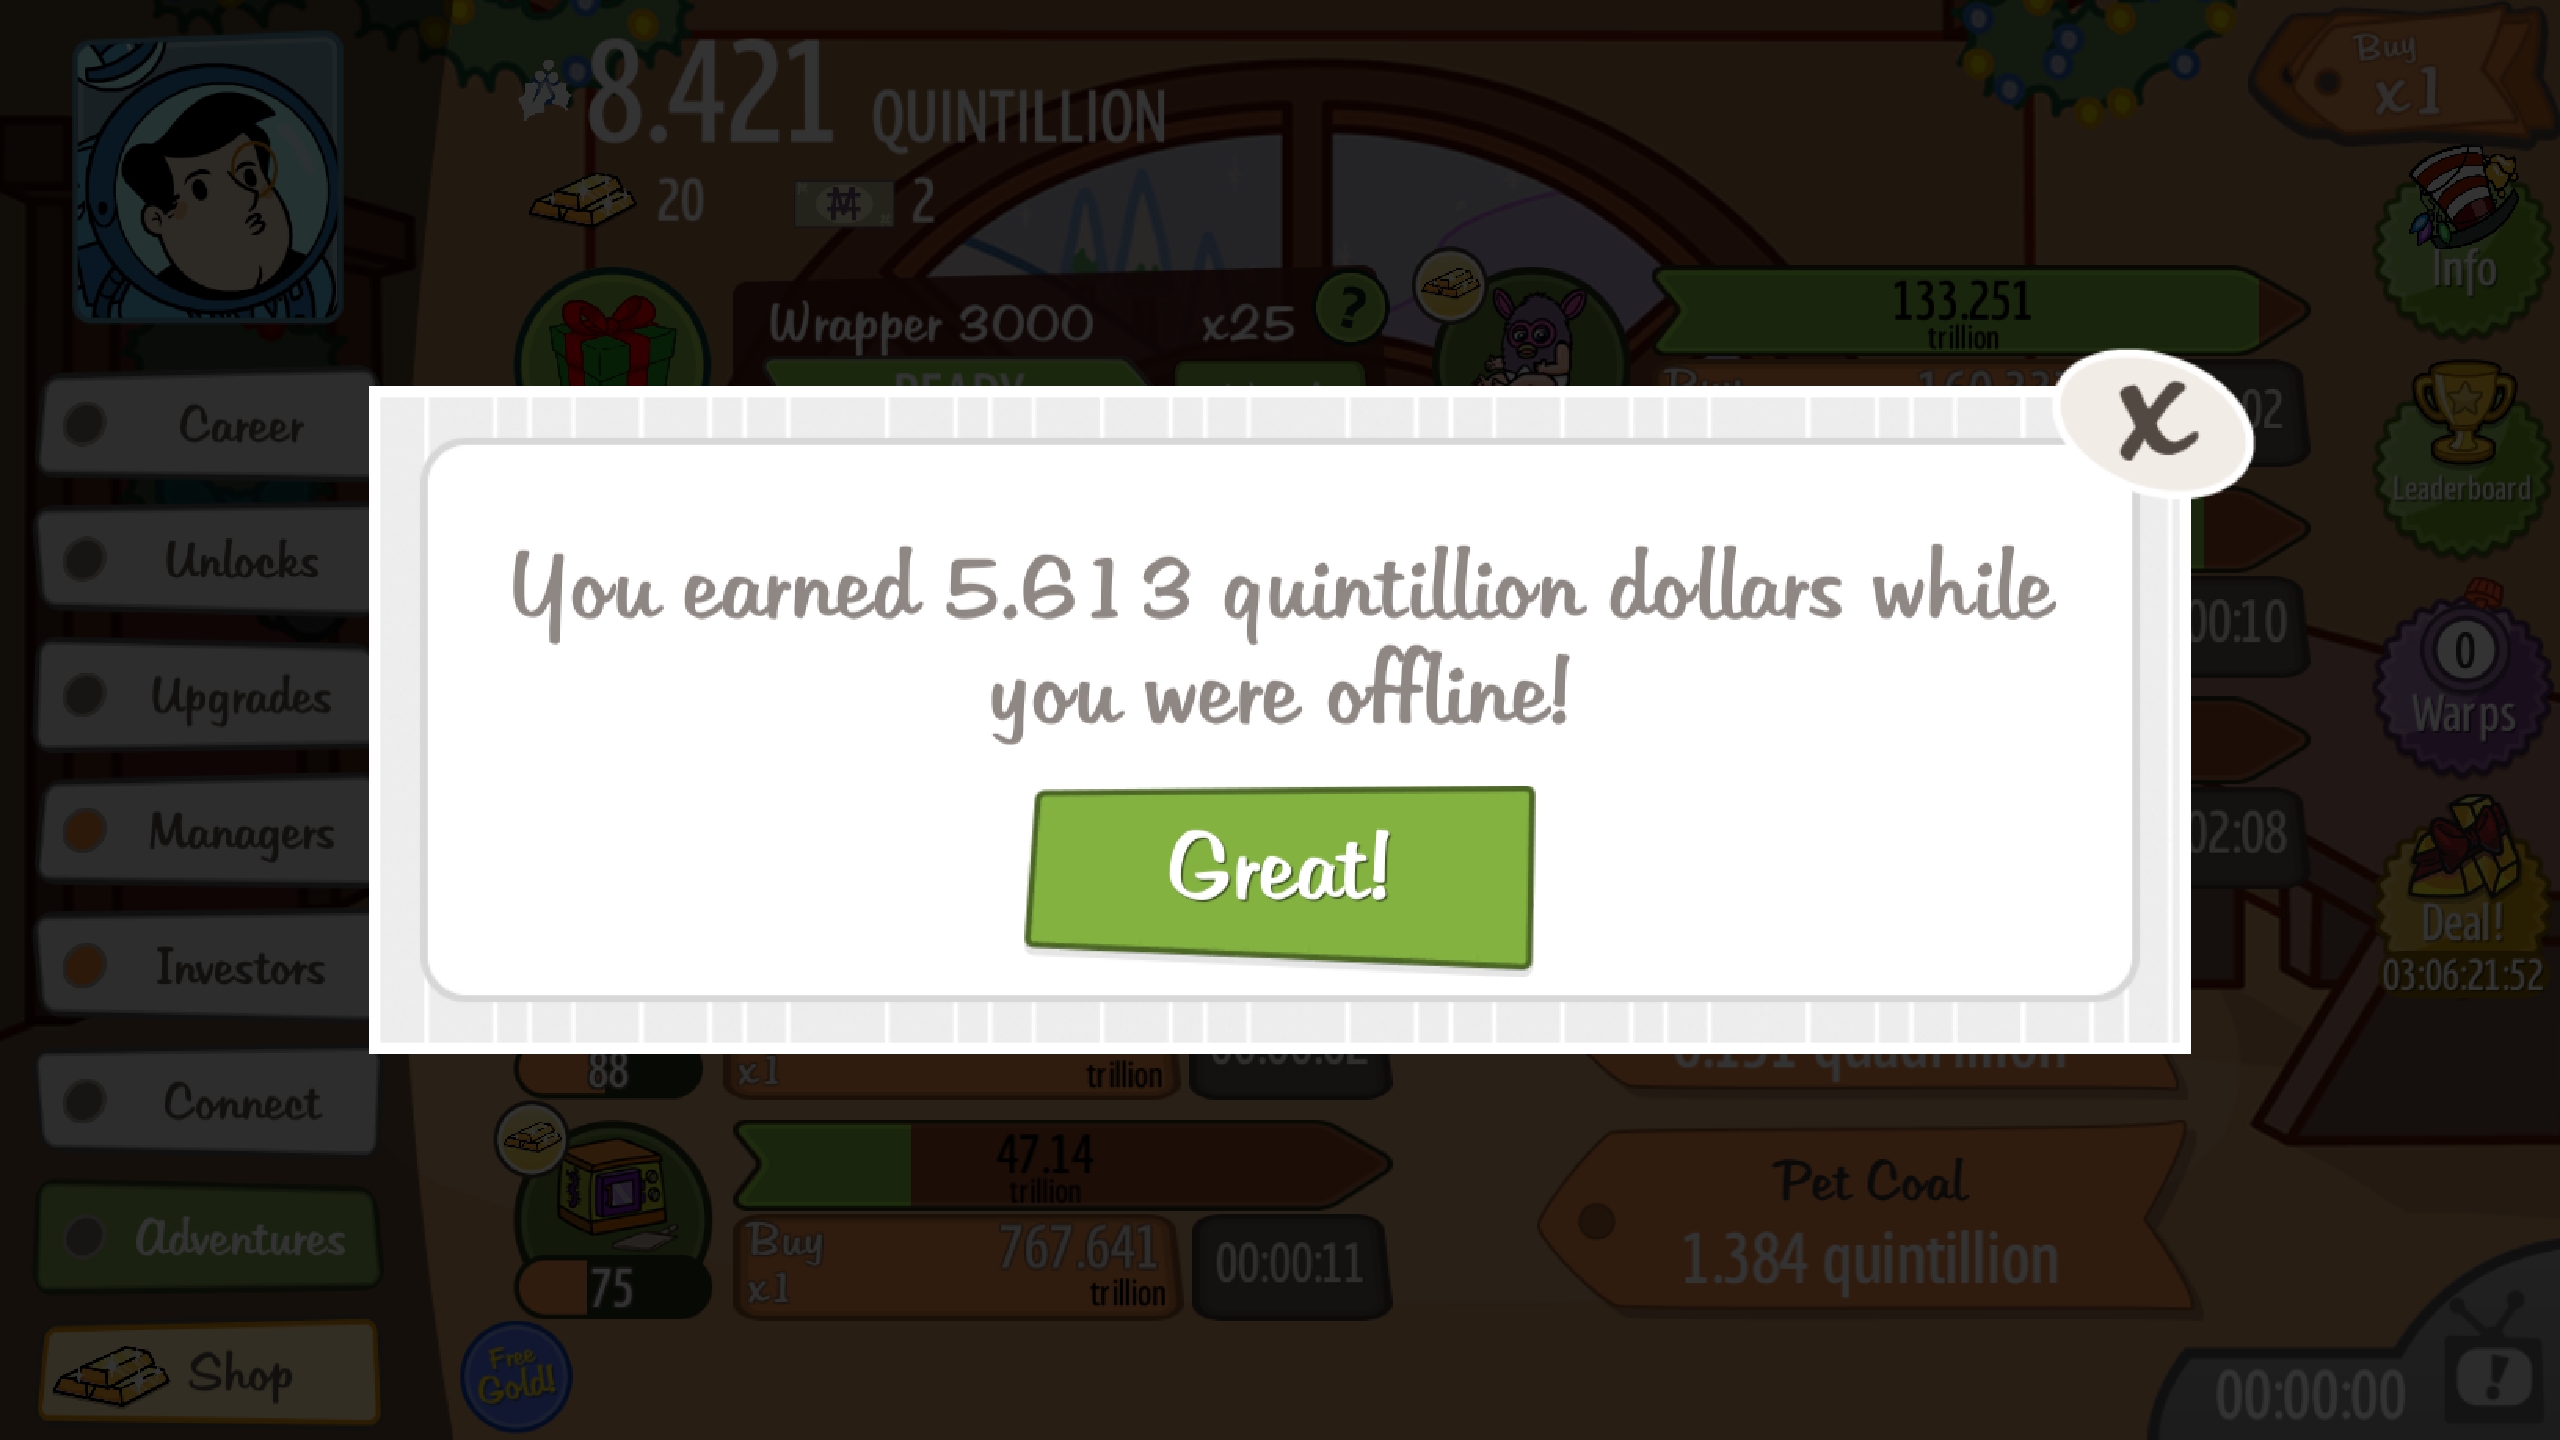 8.421 QUINTILLION
20
2
Buy
x1
Info
Leaderboard
0
Warps
Deal!
03:06:21:52
Career
Unlocks
Upgrades
Managers
Investors
Connect
Adventures
Shop
Wrapper 3000 x25 ?
READY
133.251
trillion
Buy
02
00:10
02:08
X
You earned 5.613 quintillion dollars while
you were offline!
Great!
88
x1
trillion
75
47.14
trillion
Buy 767.641
x1 trillion
00:00:11
Pet Coal
1.384 quintillion
Free
Gold!
00:00:00
!